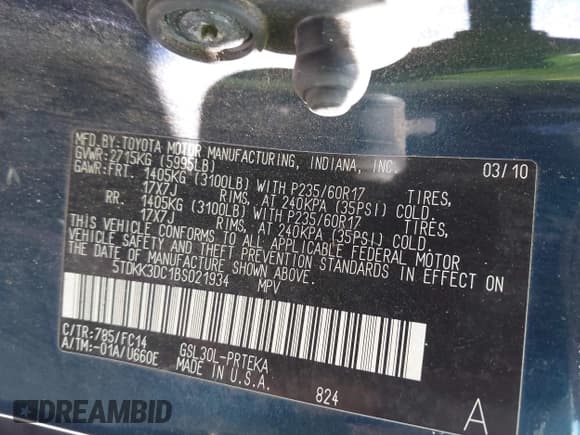 MFD.BY:TOYOTA MOTOR MANUFACTURING, INDIANA, INC. 03/10
GVWR: 2715KG (5995LB)
GAWR:FRT. 1405KG (3100LB) WITH P235/60R17 TIRES,
17X7J RIMS, AT 240KPA (35PSI) COLD.
RR. 1405KG (3100LB) WITH P235/60R17 TIRES,
17X7J RIMS, AT 240KPA (35PSI) COLD.
THIS VEHICLE CONFORMS TO ALL APPLICABLE FEDERAL MOTOR
VEHICLE SAFETY AND THEFT PREVENTION STANDARDS IN EFFECT ON
THE DATE OF MANUFACTURE SHOWN ABOVE.
5TDKK3DC1BS021934 MPV
C/TR:785/FC14 GSL30L-PRTEKA
A/TM:-01A/U660E MADE IN U.S.A.
824 A
DREAMBID